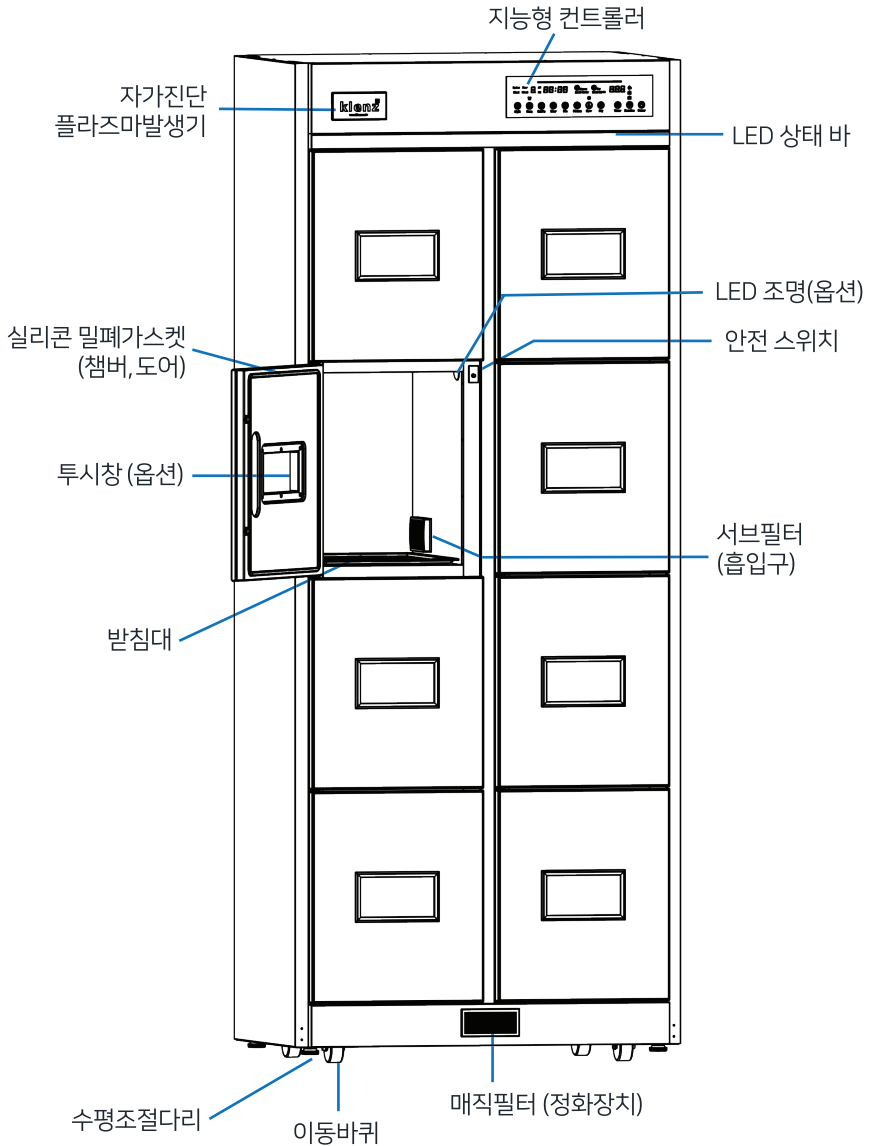 지능형 컨트롤러
자가진단
플라즈마발생기
klenz
88:88
888
LED 상태 바
LED 조명(옵션)
실리콘 밀폐가스켓
(챔버, 도어)
안전 스위치
투시창 (옵션)
서브필터
(흡입구)
받침대
매직필터 (정화장치)
수평조절다리
이동바퀴